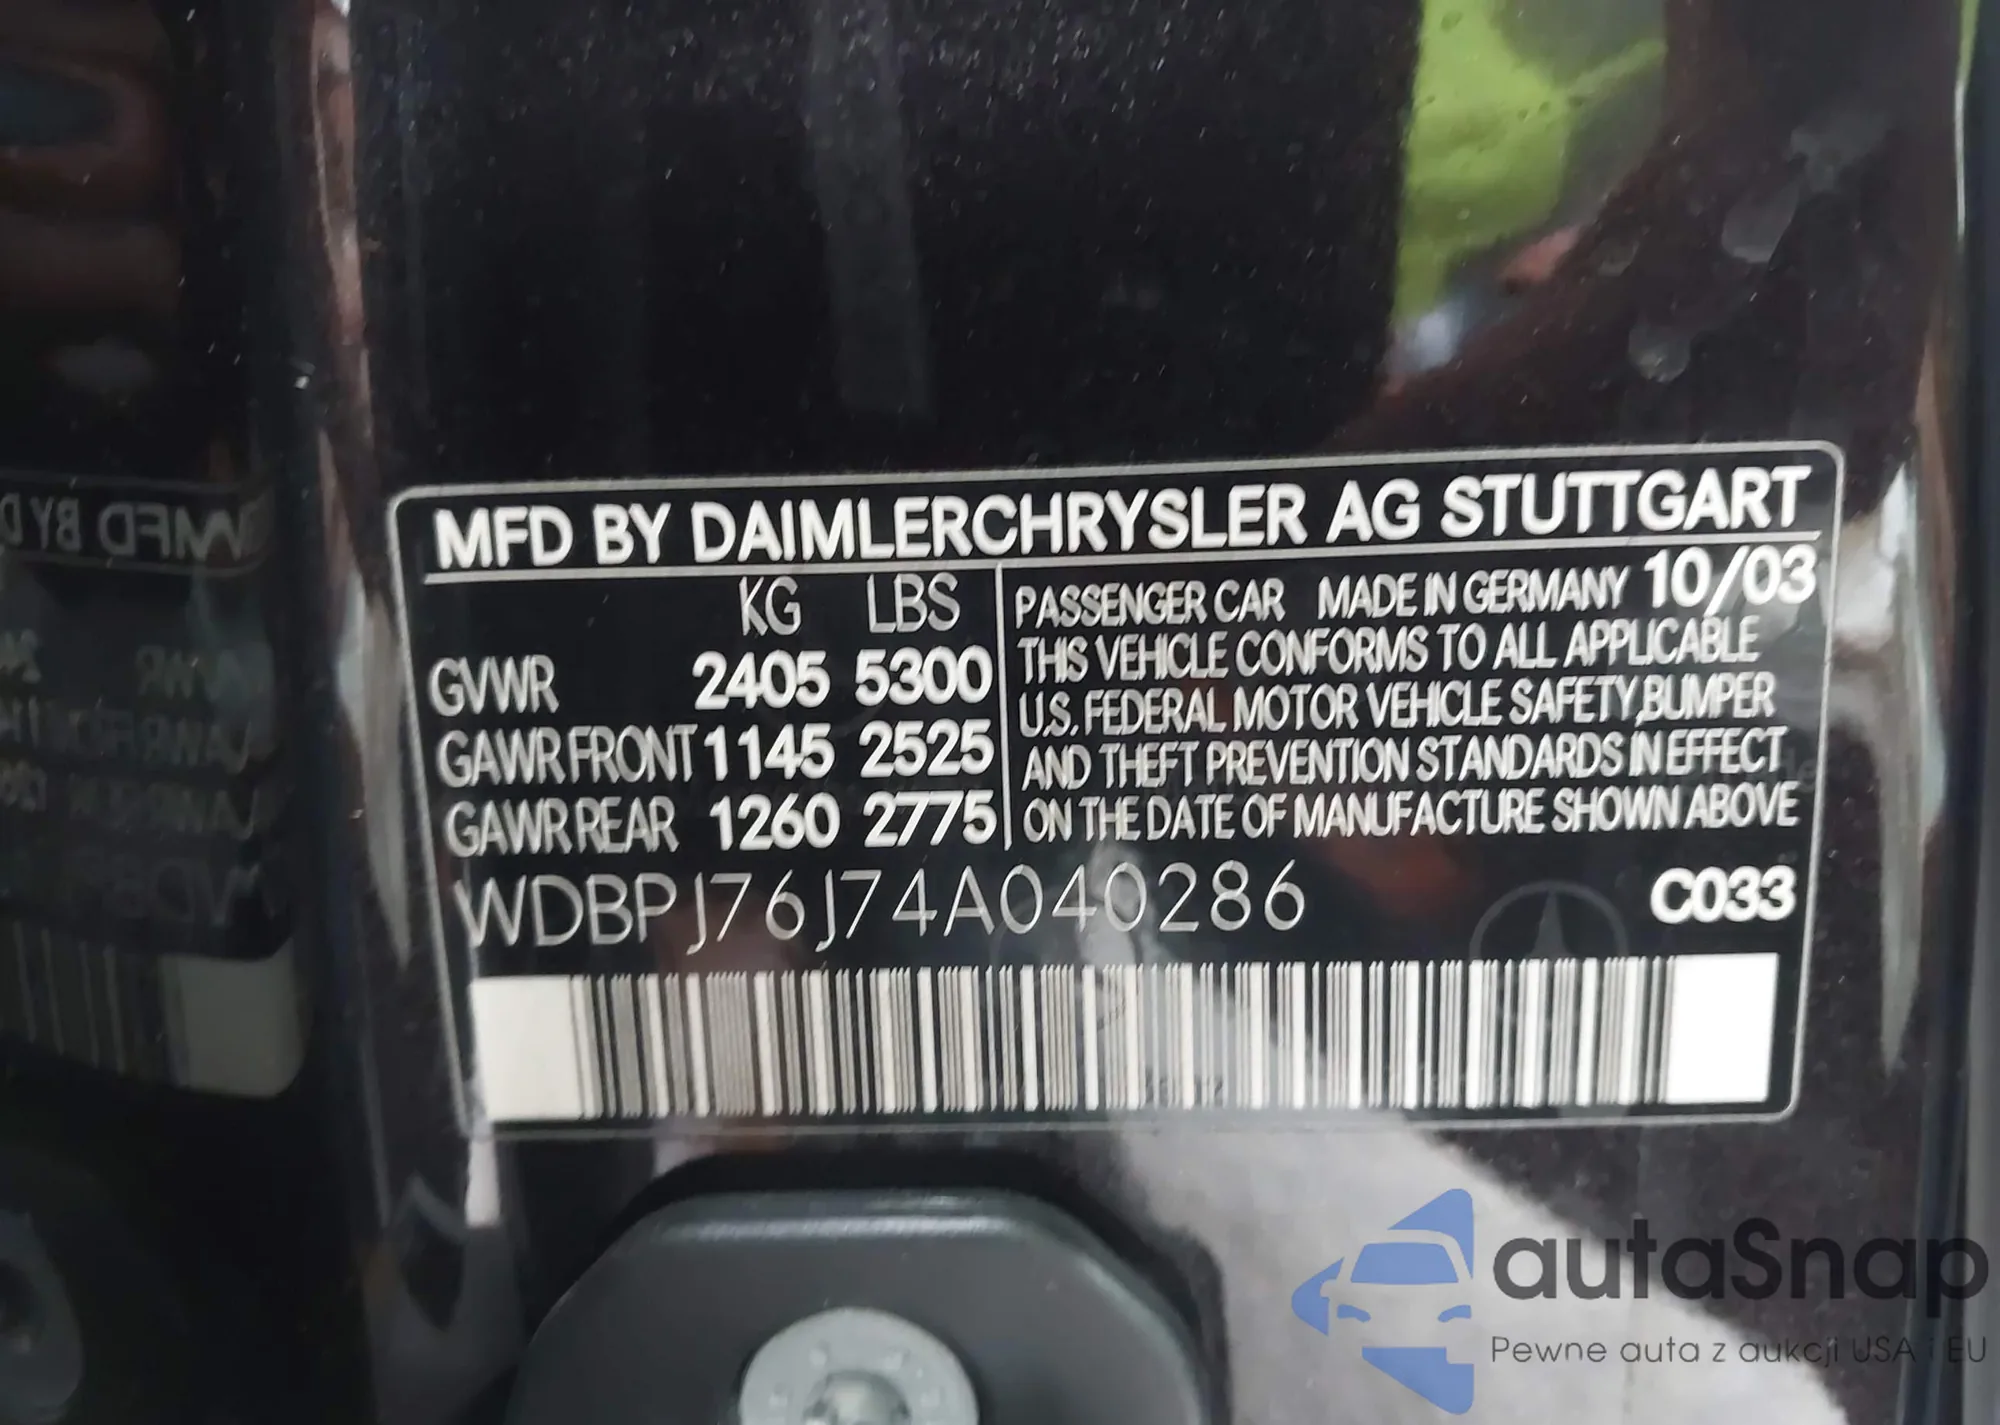 MFD BY DAIMLERCHRYSLER AG STUTTGART
KG LBS
GVWR 2405 5300
GAWR FRONT 1145 2525
GAWR REAR 1260 2775
PASSENGER CAR MADE IN GERMANY 10/03
THIS VEHICLE CONFORMS TO ALL APPLICABLE
U.S. FEDERAL MOTOR VEHICLE SAFETY,BUMPER
AND THEFT PREVENTION STANDARDS IN EFFECT
ON THE DATE OF MANUFACTURE SHOWN ABOVE
WDBPJ76J74A040286 C033
autaSnap
Pewne auta z aukcji USA i EU